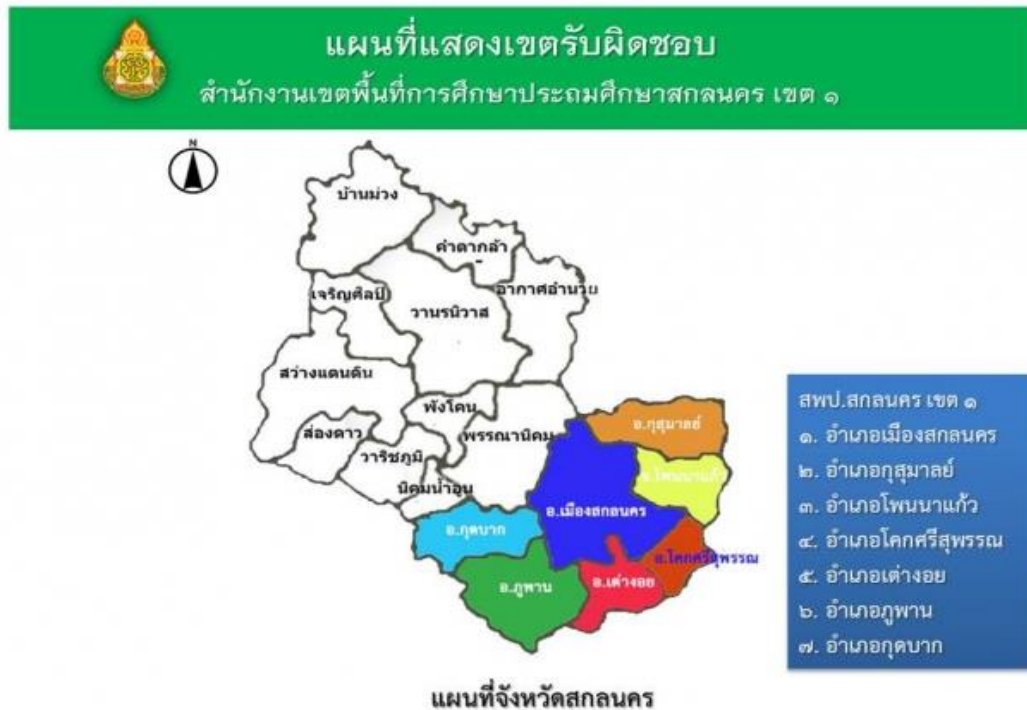 แผนที่แสดงเขตรับผิดชอบ
สำนักงานเขตพื้นที่การศึกษาประถมศึกษาสกลนคร เขต ๑
N
บ้านม่วง
คำตากล้า
อากาศอำนวย
เจริญศิลป์
วานรนิวาส
สว่างแดนดิน
พังโคน
ส่องดาว
พรรณานิคม
วาริชภูมิ
นิคมน้ำอูน
อ.กุสุมาลย์
อ.โพนนาแก้ว
อ.เมืองสกลนคร
อ.กุดบาก
อ.โคกศรีสุพรรณ
อ.เต่างอย
อ.ภูพาน
สพป.สกลนคร เขต ๑
๑. อำเภอเมืองสกลนคร
๒. อำเภอกุสุมาลย์
๓. อำเภอโพนนาแก้ว
๔. อำเภอโคกศรีสุพรรณ
๕. อำเภอเต่างอย
๖. อำเภอภูพาน
๗. อำเภอกุดบาก
แผนที่จังหวัดสกลนคร